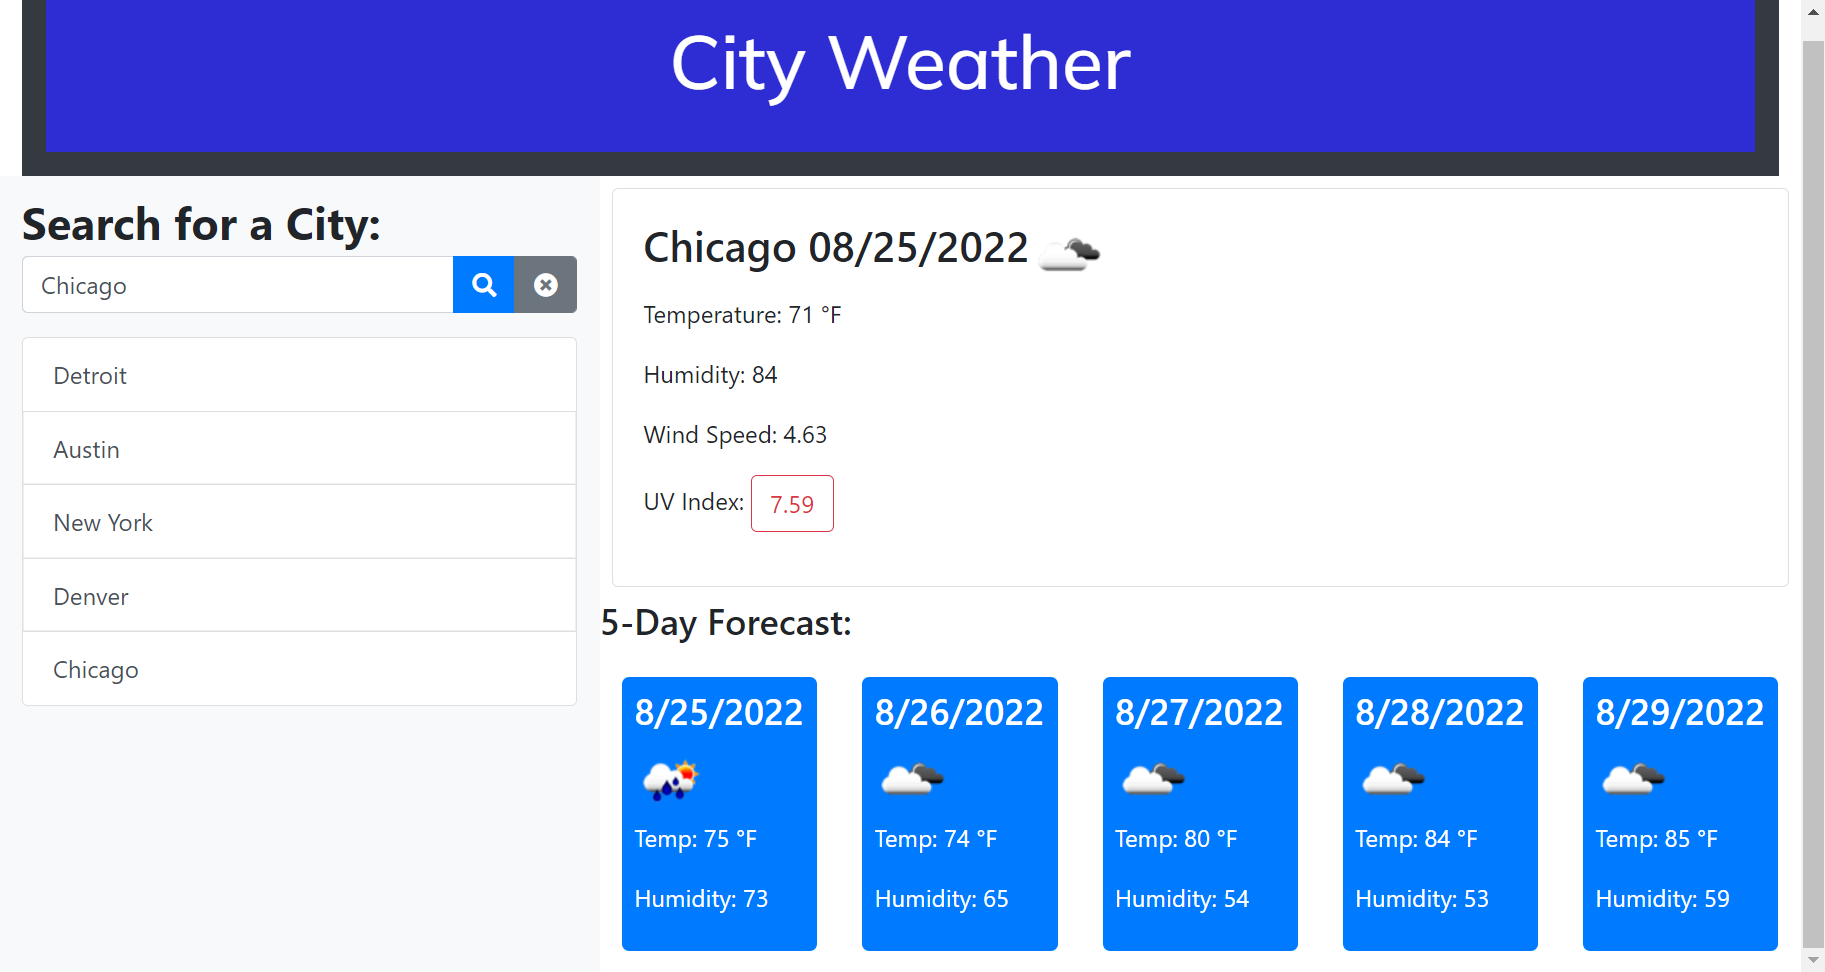 City Weather
Search for a City:
Chicago
Detroit
Austin
New York
Denver
Chicago
Chicago 08/25/2022
Temperature: 71 °F
Humidity: 84
Wind Speed: 4.63
UV Index: 7.59
5-Day Forecast:
8/25/2022
Temp: 75 °F
Humidity: 73
8/26/2022
Temp: 74 °F
Humidity: 65
8/27/2022
Temp: 80 °F
Humidity: 54
8/28/2022
Temp: 84 °F
Humidity: 53
8/29/2022
Temp: 85 °F
Humidity: 59